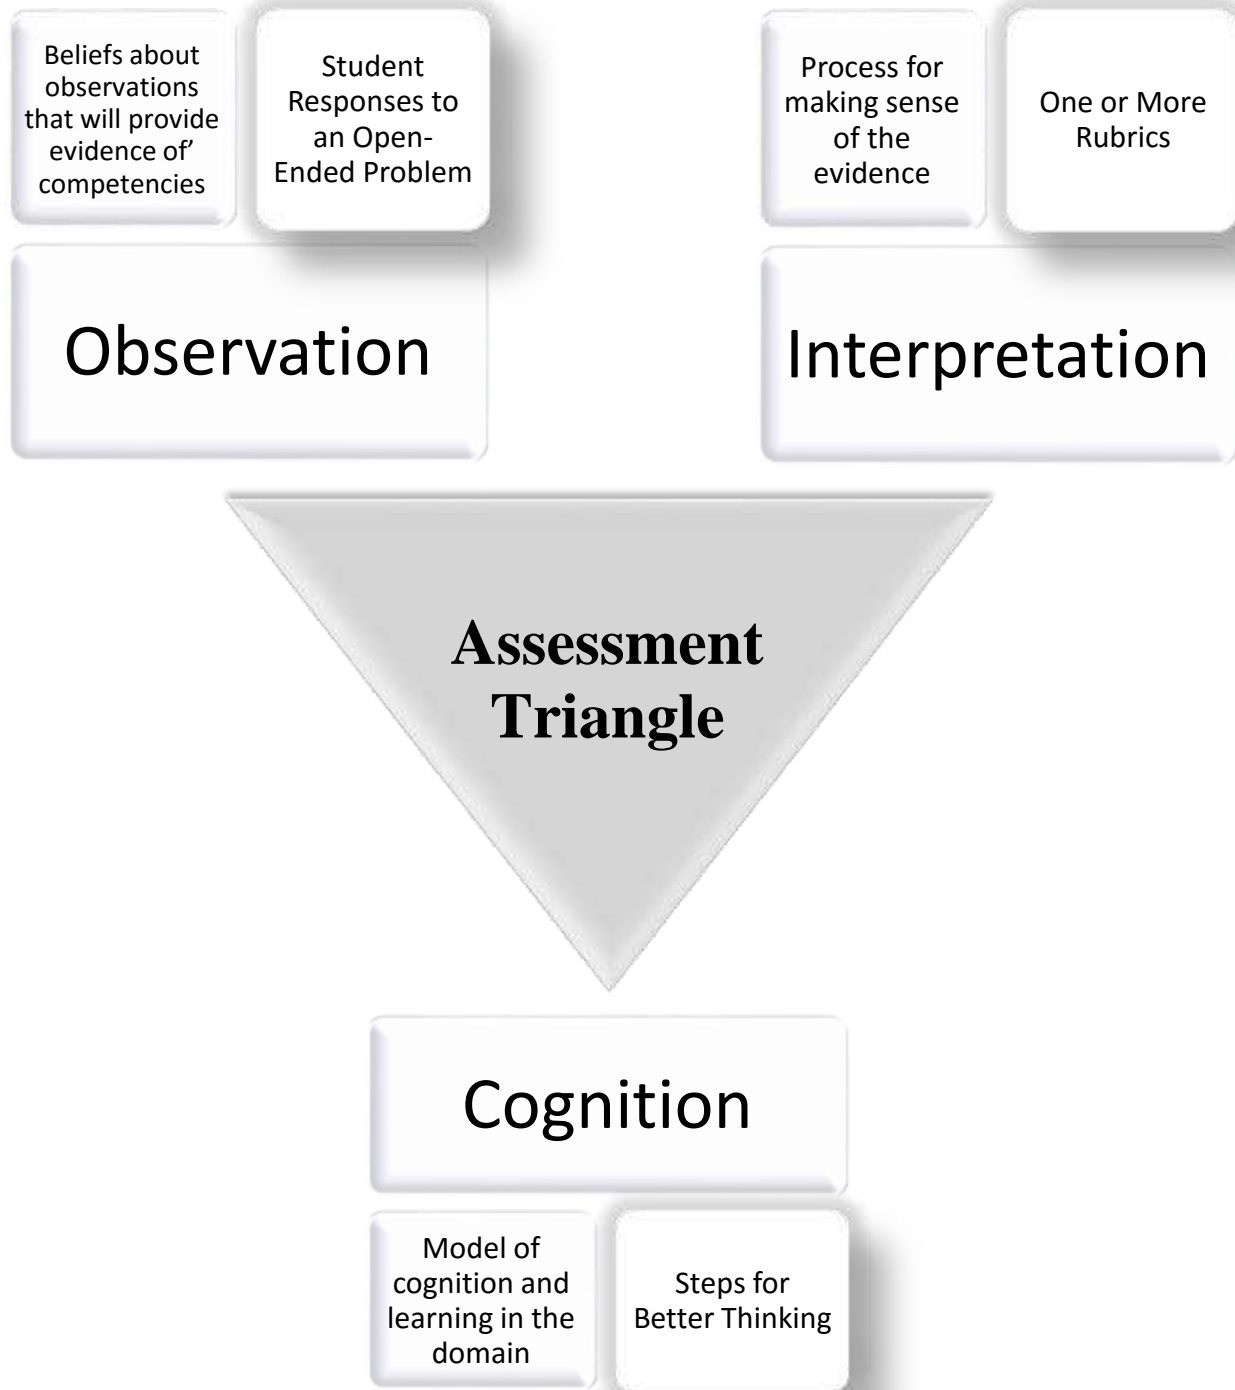 Beliefs about
observations
that will provide
evidence of’
competencies
Student
Responses to
an Open-
Ended Problem
Observation
Process for
making sense
of the
evidence
One or More
Rubrics
Interpretation
Assessment
Triangle
Cognition
Model of
cognition and
learning in the
domain
Steps for
Better Thinking